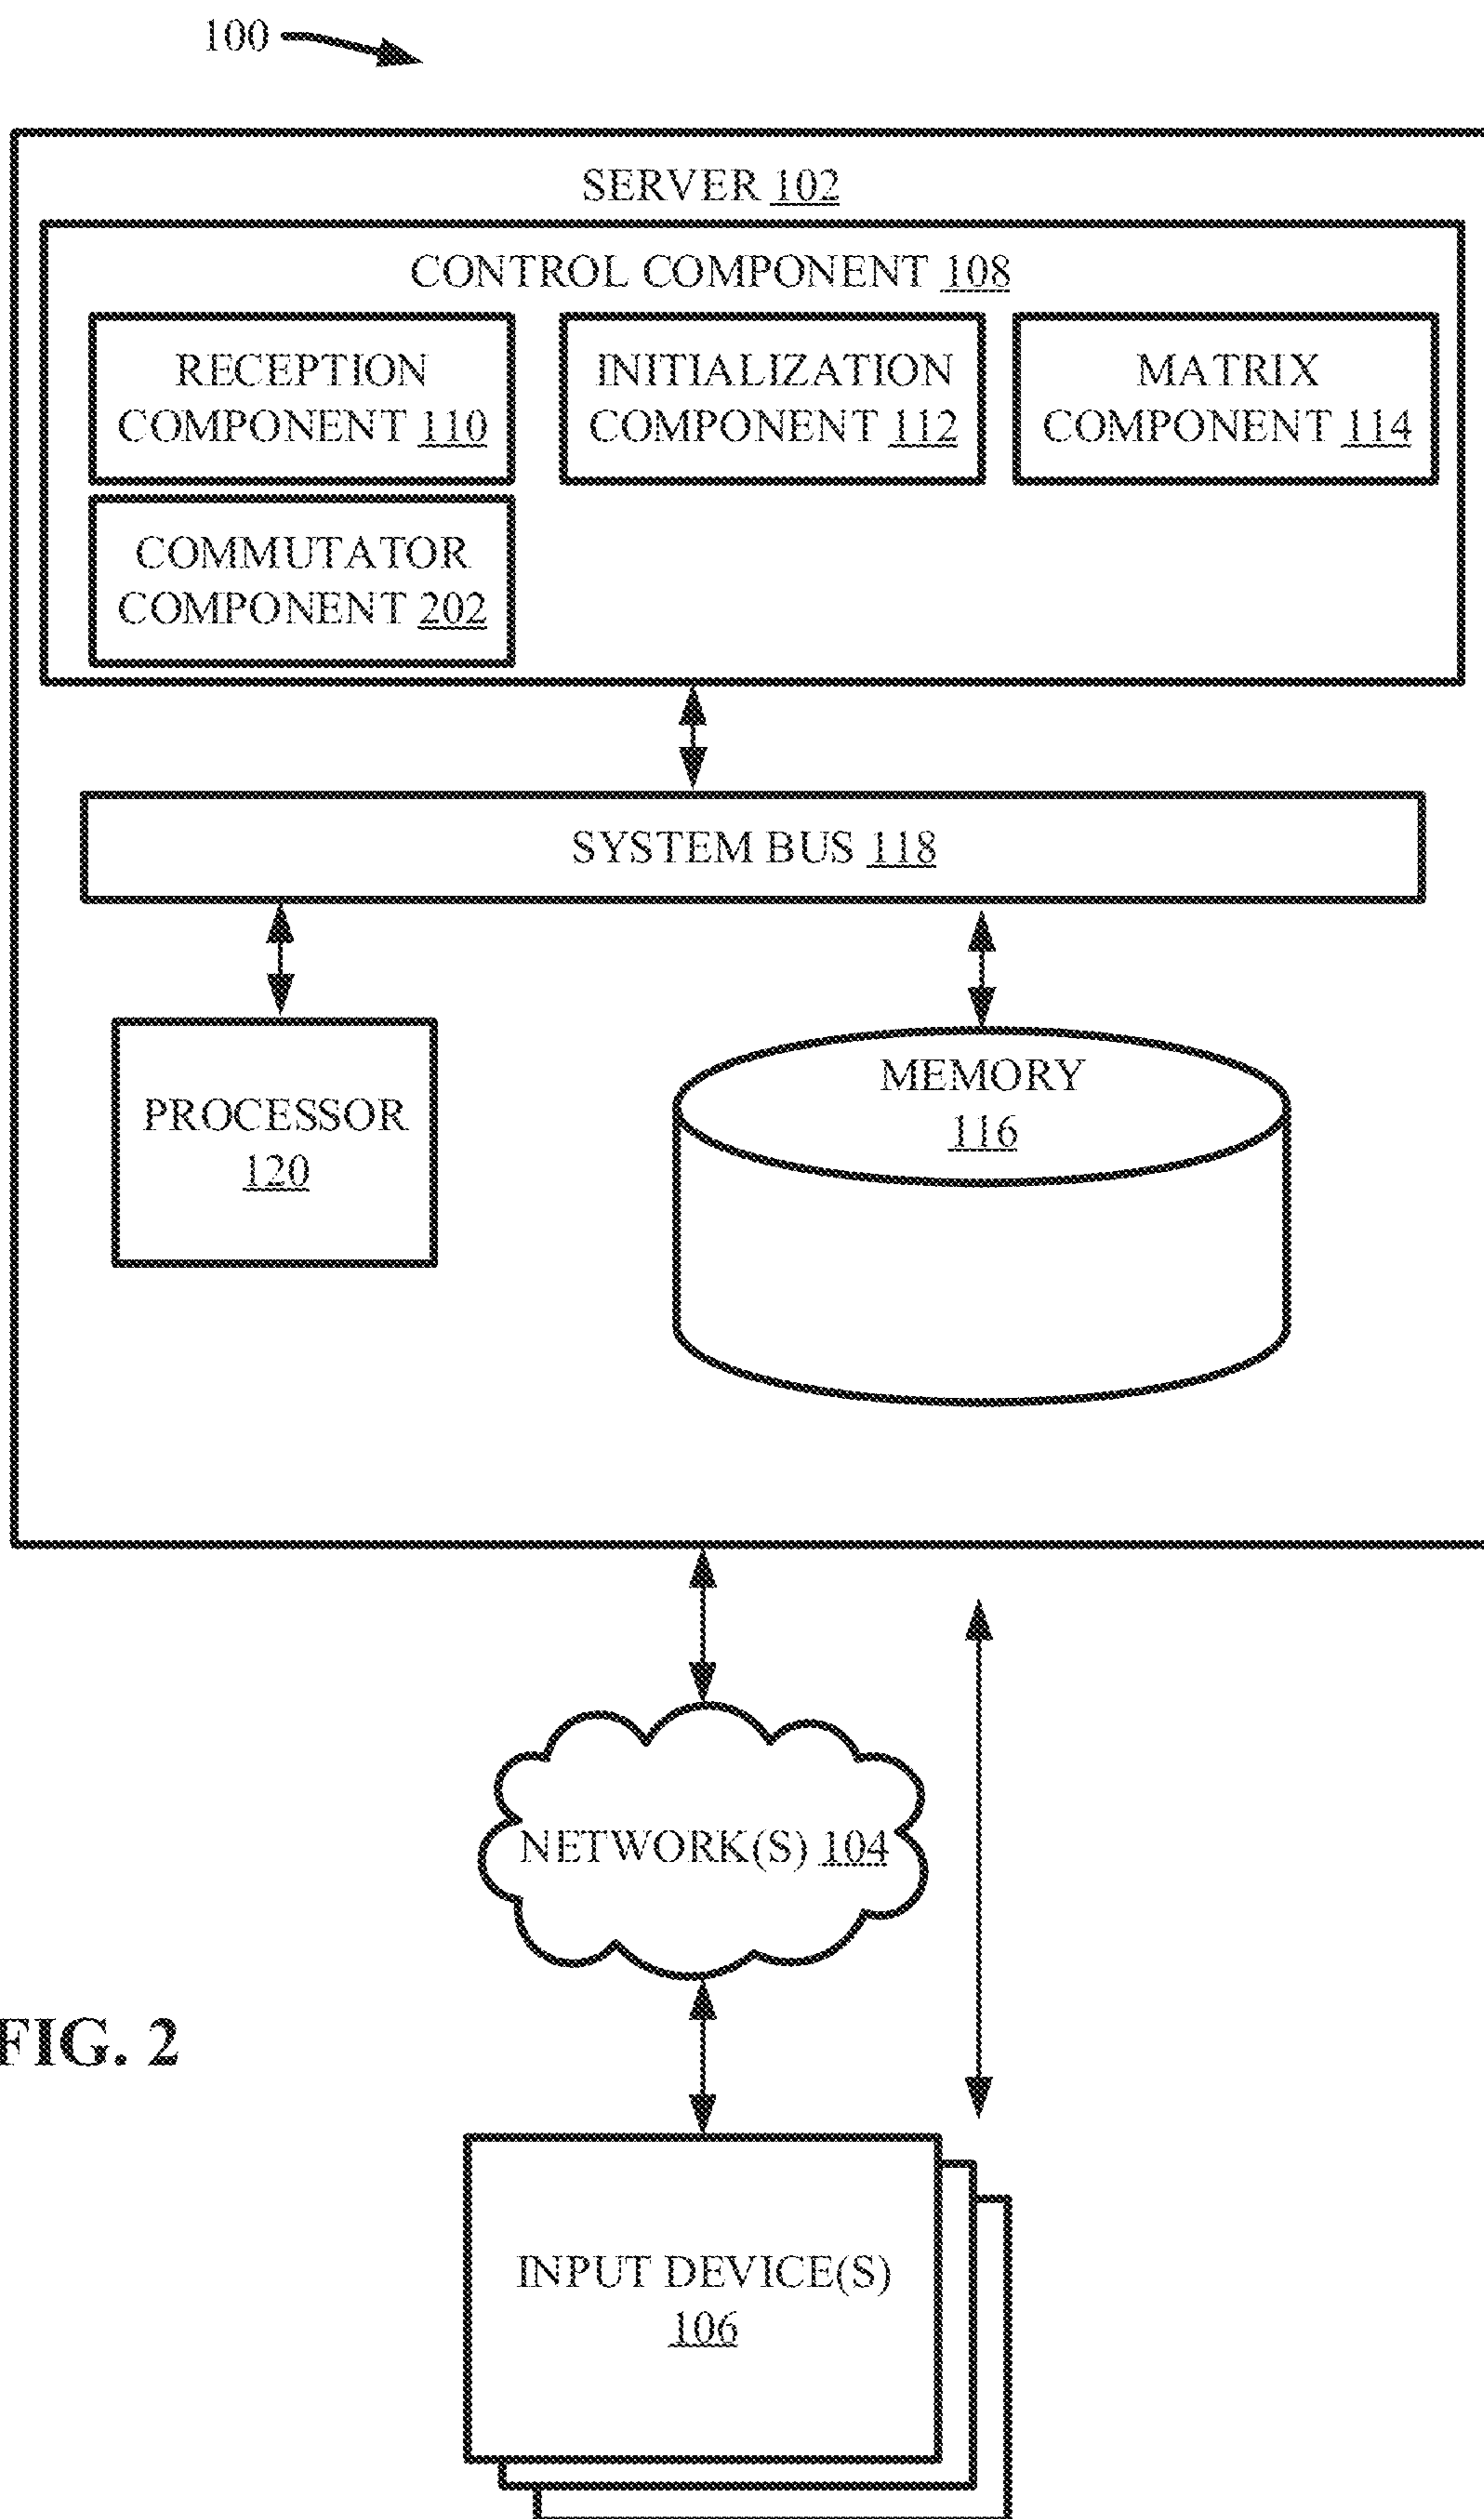 100
SERVER 102
CONTROL COMPONENT 108
RECEPTION
COMPONENT 110
INITIALIZATION
COMPONENT 112
MATRIX
COMPONENT 114
COMMUTATOR
COMPONENT 202
SYSTEM BUS 118
PROCESSOR
120
MEMORY
116
NETWORK(S) 104
FIG. 2
INPUT DEVICE(S)
106